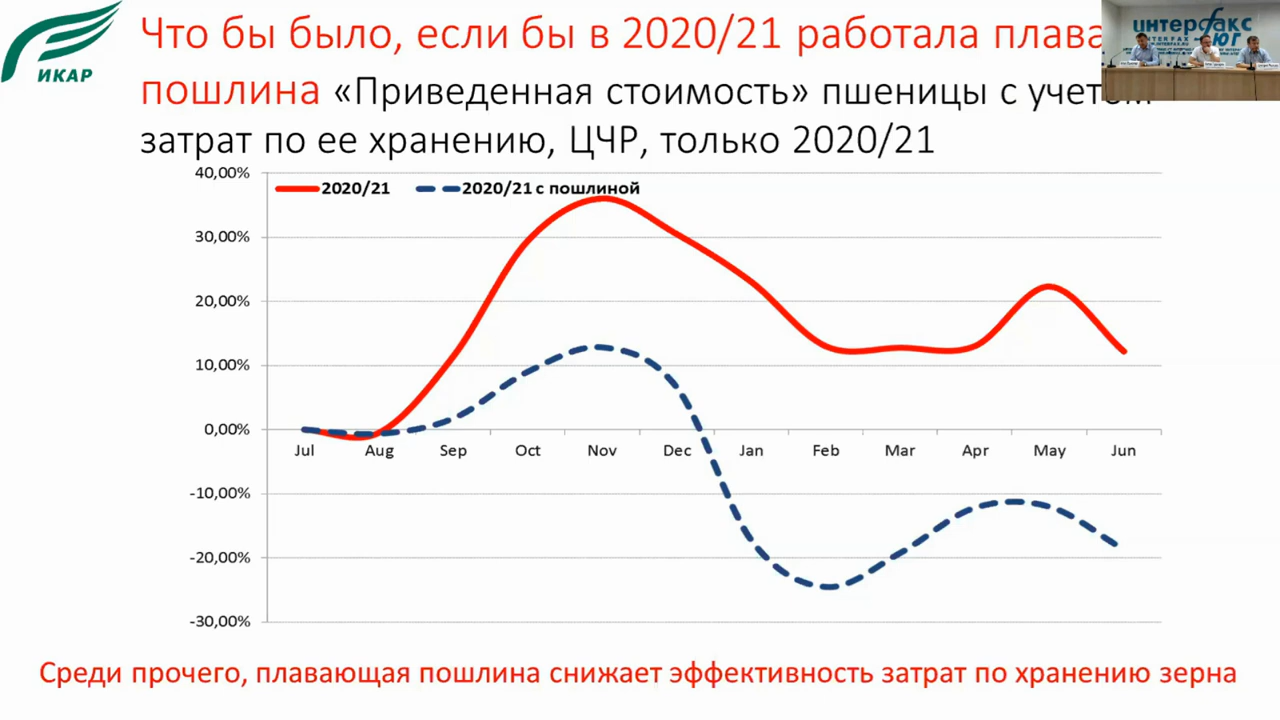 ИКАР
Что бы было, если бы в 2020/21 работала плава
пошлина «Приведенная стоимость» пшеницы с учетом
затрат по ее хранению, ЦЧР, только 2020/21
интерфакс
INTERFAX
ЮГ
40,00%
2020/21
2020/21 с пошлиной
30,00%
20,00%
10,00%
0,00%
Jul Aug Sep Oct Nov Dec Jan Feb Mar Apr May Jun
-10,00%
-20,00%
-30,00%
Среди прочего, плавающая пошлина снижает эффективность затрат по хранению зерна